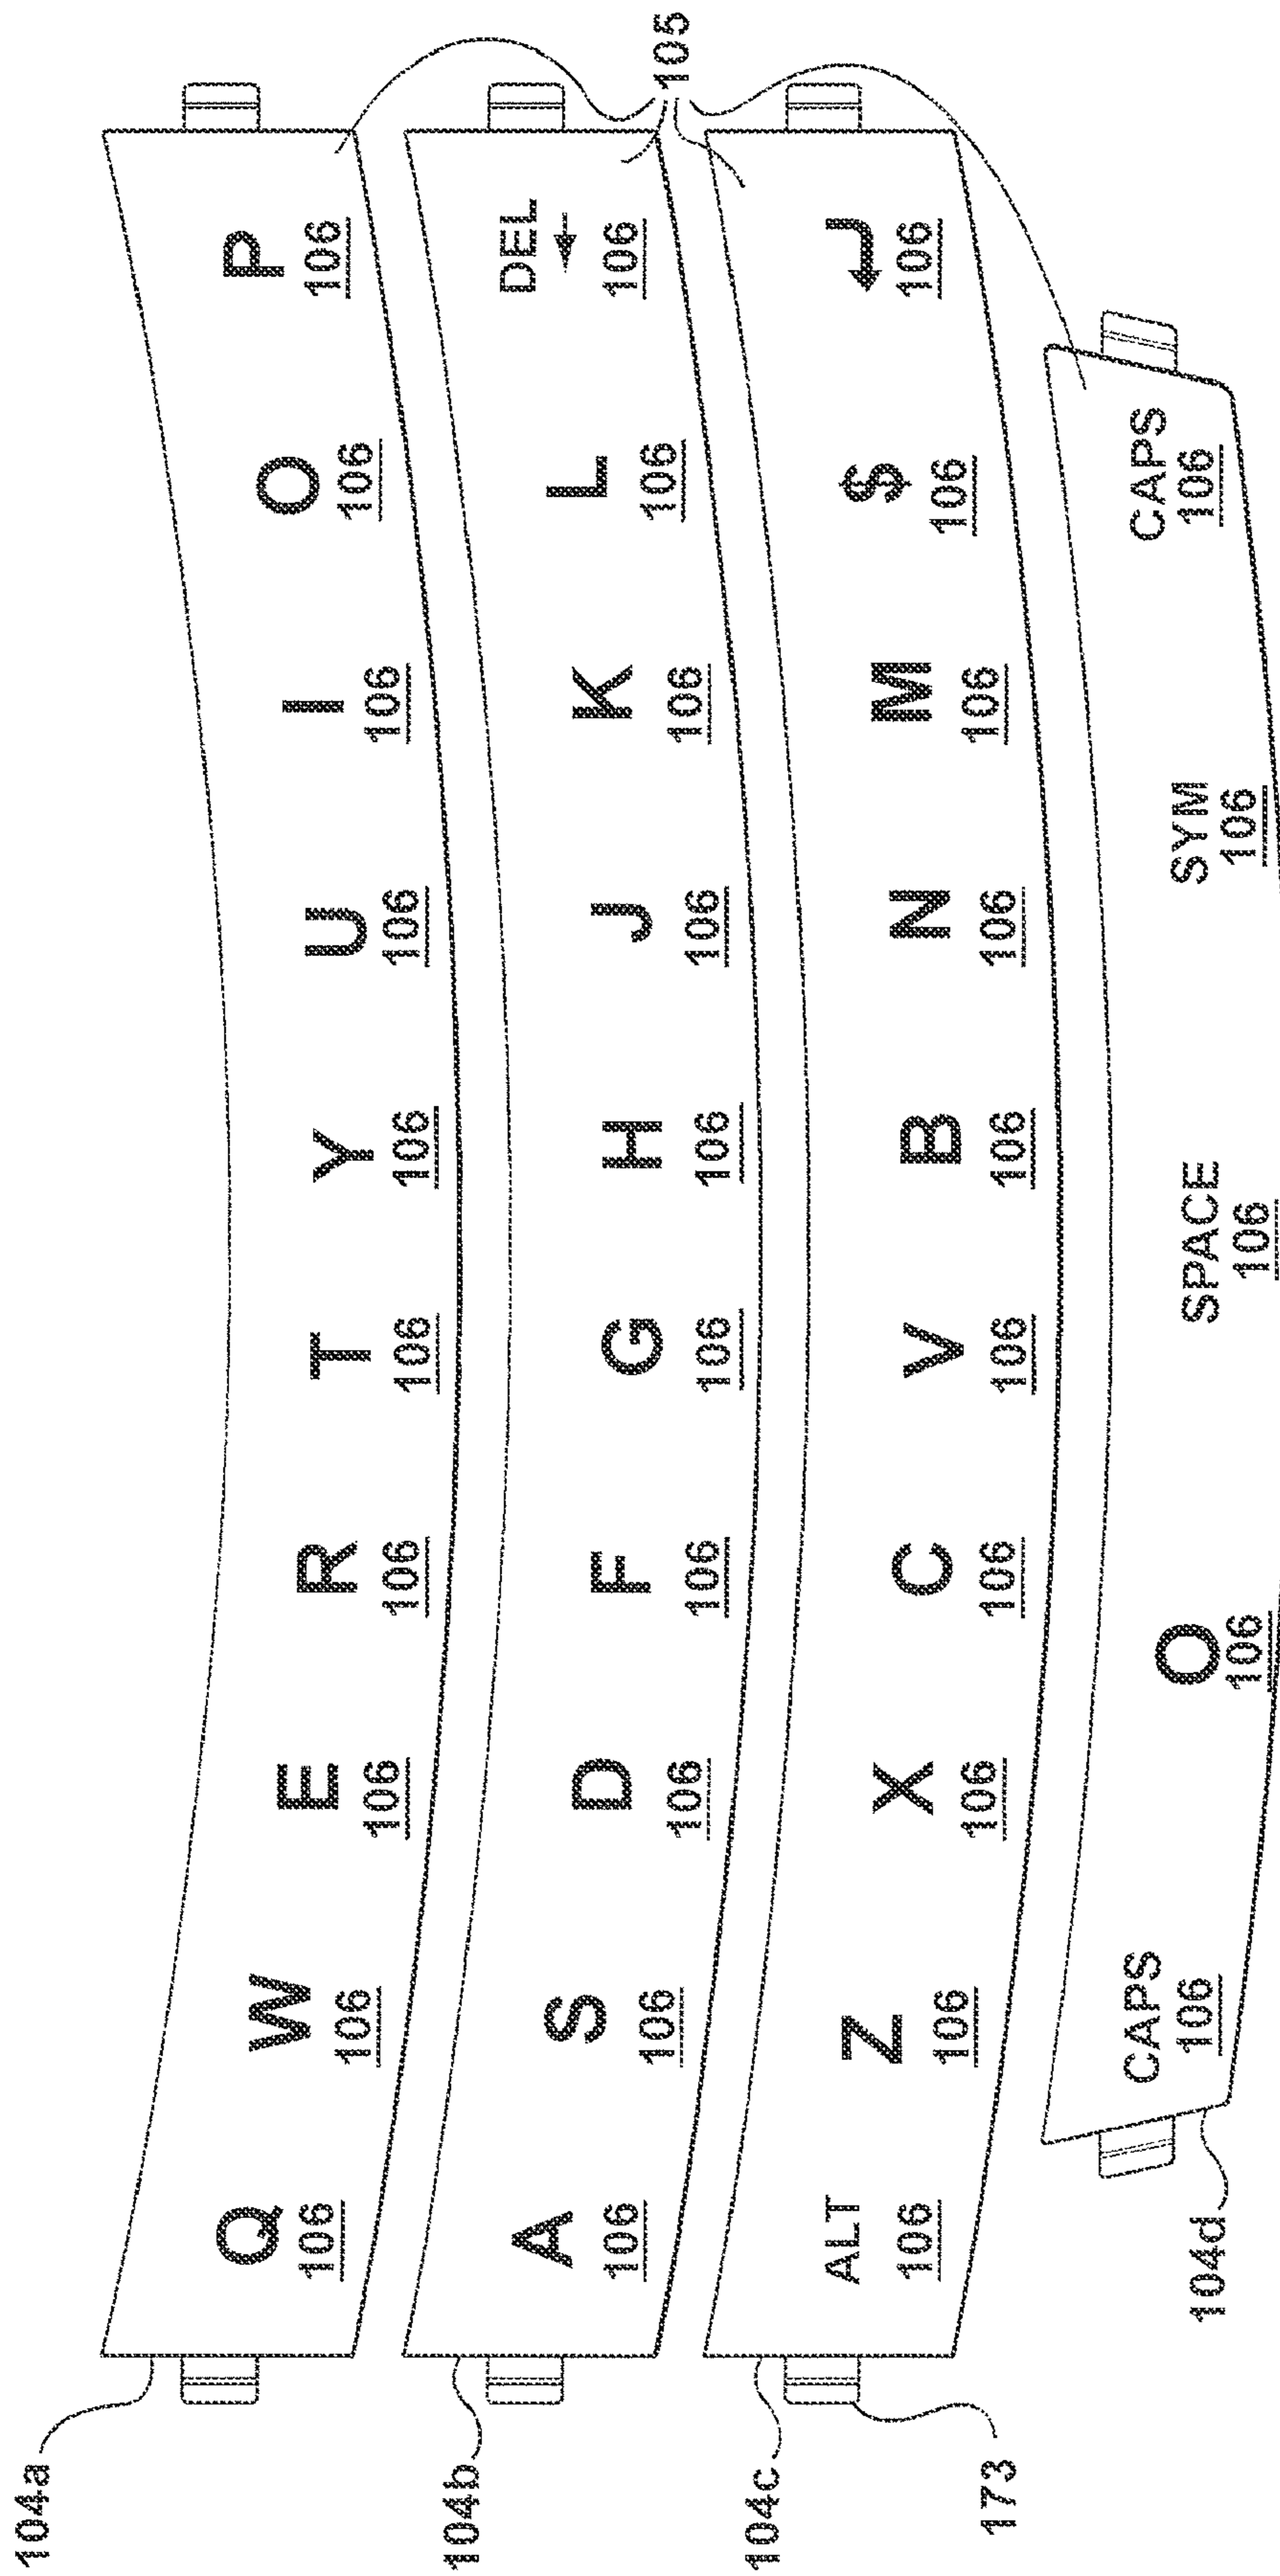 105
Q W E R T Y U I O P
106 106 106 106 106 106 106 106 106 106
104a
A S D F G H J K L DEL
106 106 106 106 106 106 106 106 106 106
104b
ALT Z X C V B N M $
106 106 106 106 106 106 106 106 106 106
104c
173
CAPS O SPACE SYM CAPS
106 106 106 106 106
104d